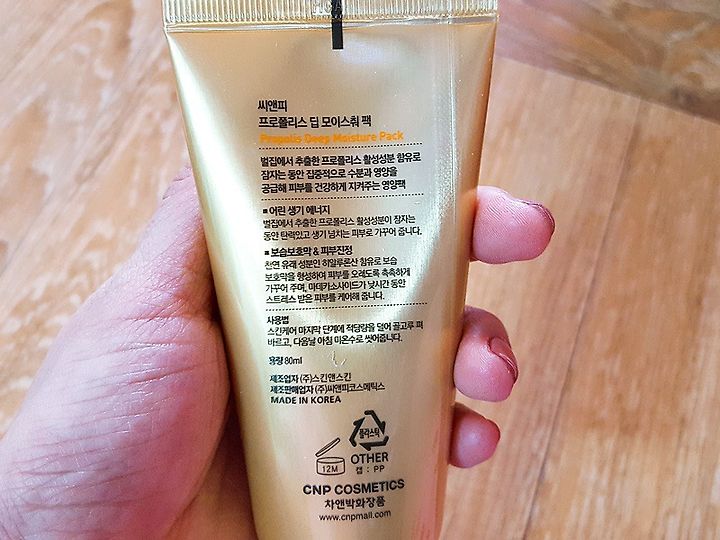 씨앤피
프로폴리스 딥 모이스춰 팩
Propolis Deep Moisture Pack
벌집에서 추출한 프로폴리스 활성성분 함유로
잠자는 동안 집중적으로 수분과 영양을
공급해 피부를 건강하게 지켜주는 영양팩
■ 어린 생기 에너지
벌집에서 추출한 프로폴리스 활성성분이 잠자는
동안 탄력있고 생기 넘치는 피부로 가꾸어 줍니다.
■ 보습보호막 & 피부진정
천연 유래 성분인 히알루론산 함유로 보습
보호막을 형성하여 피부를 오래도록 촉촉하게
가꾸어 주며, 마데카소사이드가 낮시간 동안
스트레스 받은 피부를 케어해 줍니다.
사용법
스킨케어 마지막 단계에 적당량을 덜어 골고루 펴
바르고, 다음날 아침 미온수로 씻어줍니다.
용량 80ml
제조업자 (주)스킨앤스킨
제조판매업자 (주)씨앤피코스메틱스
MADE IN KOREA
플라스틱
OTHER
12M
캡 : PP
CNP COSMETICS
차앤박화장품
www.cnpmall.com